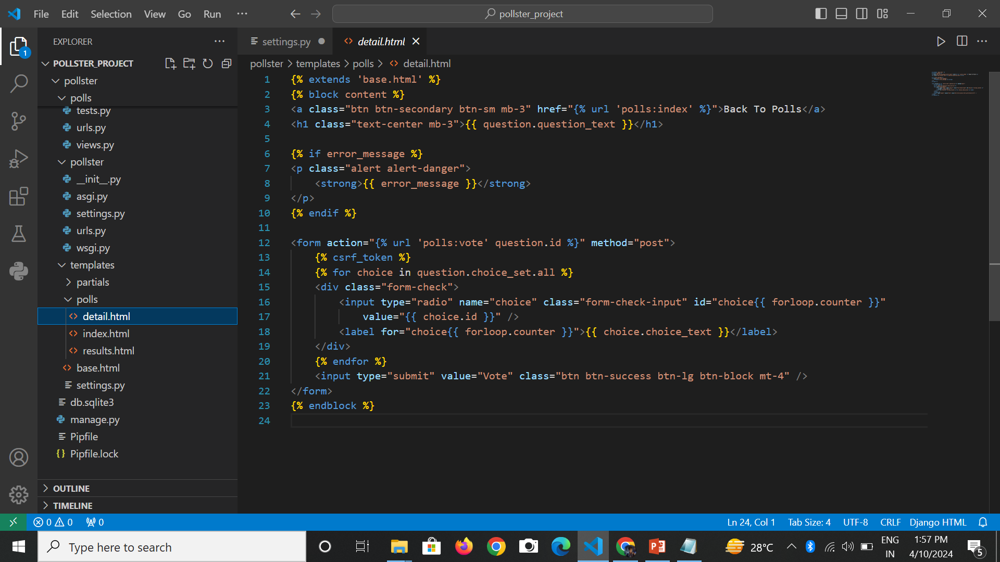 File Edit Selection View Go Run ···
pollster_project
EXPLORER
POLLSTER_PROJECT
pollster
polls
tests.py
urls.py
views.py
pollster
__init__.py
asgi.py
settings.py
urls.py
wsgi.py
templates
partials
polls
detail.html
index.html
results.html
base.html
settings.py
db.sqlite3
manage.py
Pipfile
Pipfile.lock
OUTLINE
TIMELINE
1
settings.py
detail.html
pollster > templates > polls > detail.html
1 {% extends 'base.html' %}
2 {% block content %}
3 <a class="btn btn-secondary btn-sm mb-3" href="{% url 'polls:index' %}">Back To Polls</a>
4 <h1 class="text-center mb-3">{{ question.question_text }}</h1>
5
6 {% if error_message %}
7 <p class="alert alert-danger">
8     <strong>{{ error_message }}</strong>
9 </p>
10 {% endif %}
11
12 <form action="{% url 'polls:vote' question.id %}" method="post">
13     {% csrf_token %}
14     {% for choice in question.choice_set.all %}
15     <div class="form-check">
16         <input type="radio" name="choice" class="form-check-input" id="choice{{ forloop.counter }}"
17             value="{{ choice.id }}" />
18         <label for="choice{{ forloop.counter }}">{{ choice.choice_text }}</label>
19     </div>
20     {% endfor %}
21     <input type="submit" value="Vote" class="btn btn-success btn-lg btn-block mt-4" />
22 </form>
23 {% endblock %}
24
0 0 0
Ln 24, Col 1 Tab Size: 4 UTF-8 CRLF Django HTML
Type here to search
28°C
ENG
IN
1:57 PM
4/10/2024
5